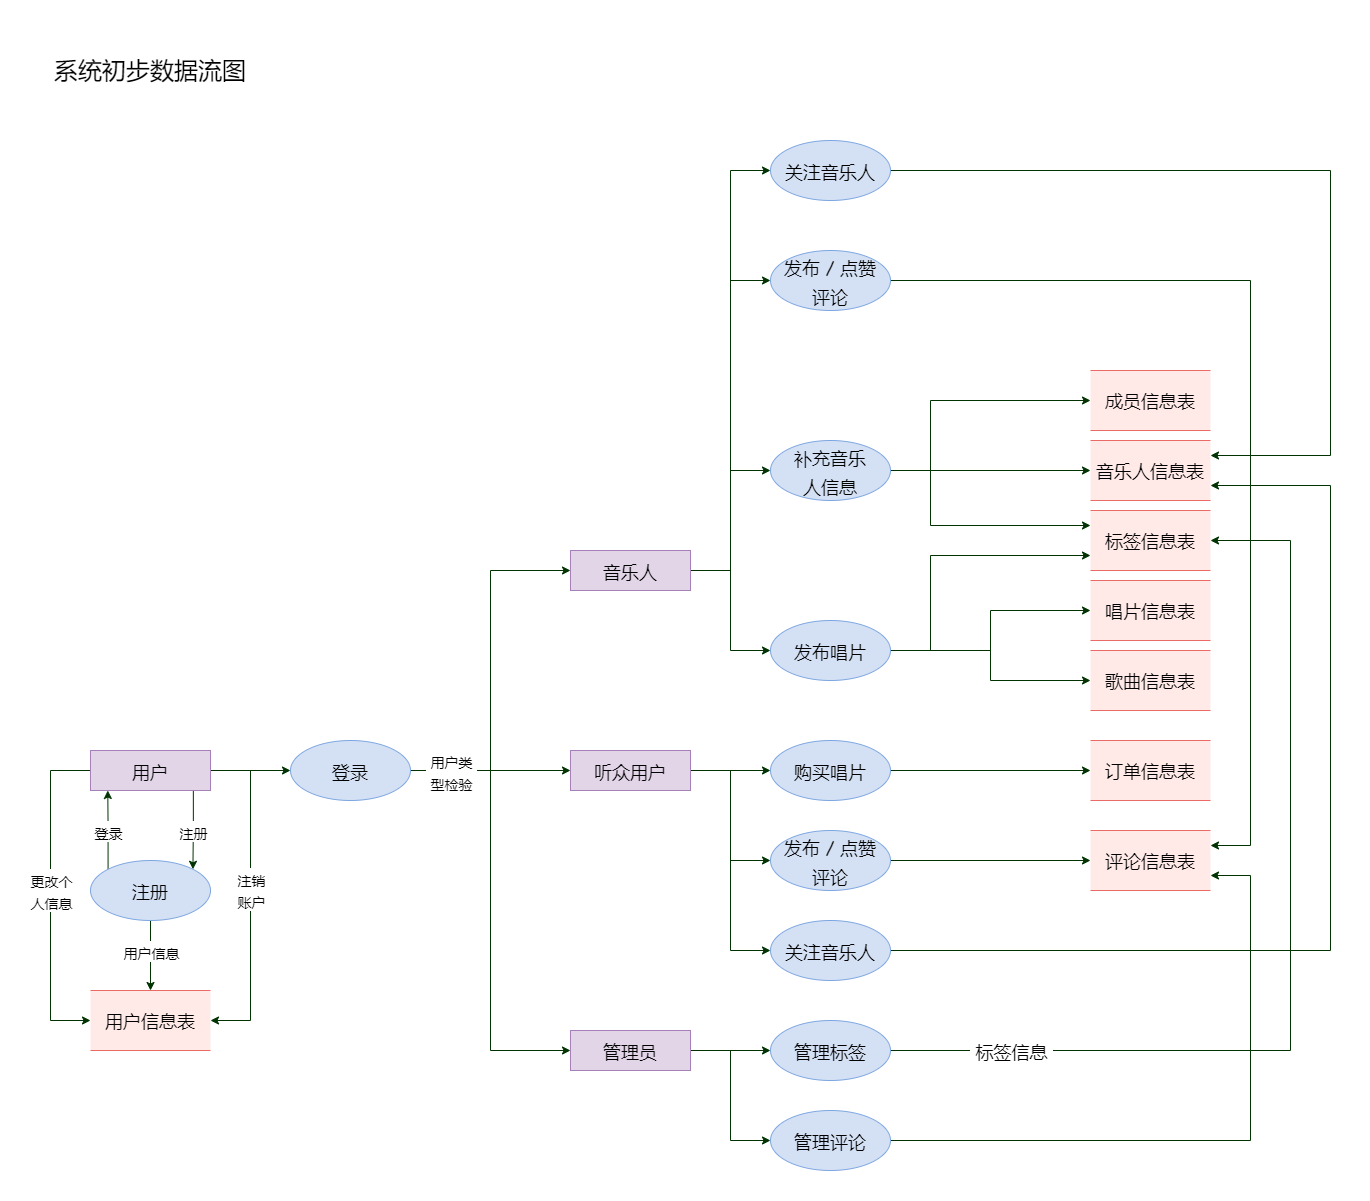 系统初步数据流图
关注音乐人
发布 / 点赞
评论
成员信息表
补充音乐
人信息
音乐人信息表
标签信息表
音乐人
唱片信息表
发布唱片
歌曲信息表
用户
登录
用户类
型检验
听众用户
购买唱片
订单信息表
登录
注册
发布 / 点赞
评论
评论信息表
更改个
人信息
注册
注销
账户
用户信息
关注音乐人
用户信息表
管理员
管理标签
标签信息
管理评论